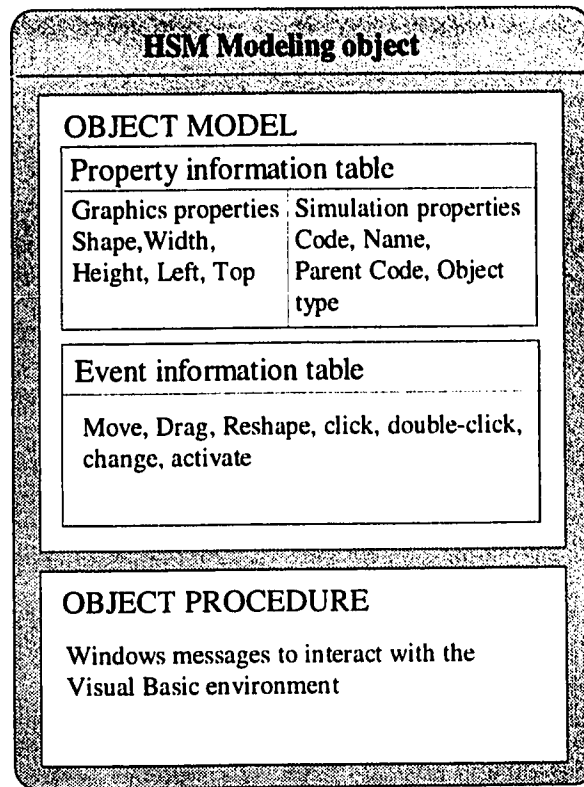 HSM Modeling object
OBJECT MODEL
Property information table
Graphics properties
Shape,Width,
Height, Left, Top
Simulation properties
Code, Name,
Parent Code, Object
type
Event information table
Move, Drag, Reshape, click, double-click,
change, activate
OBJECT PROCEDURE
Windows messages to interact with the
Visual Basic environment